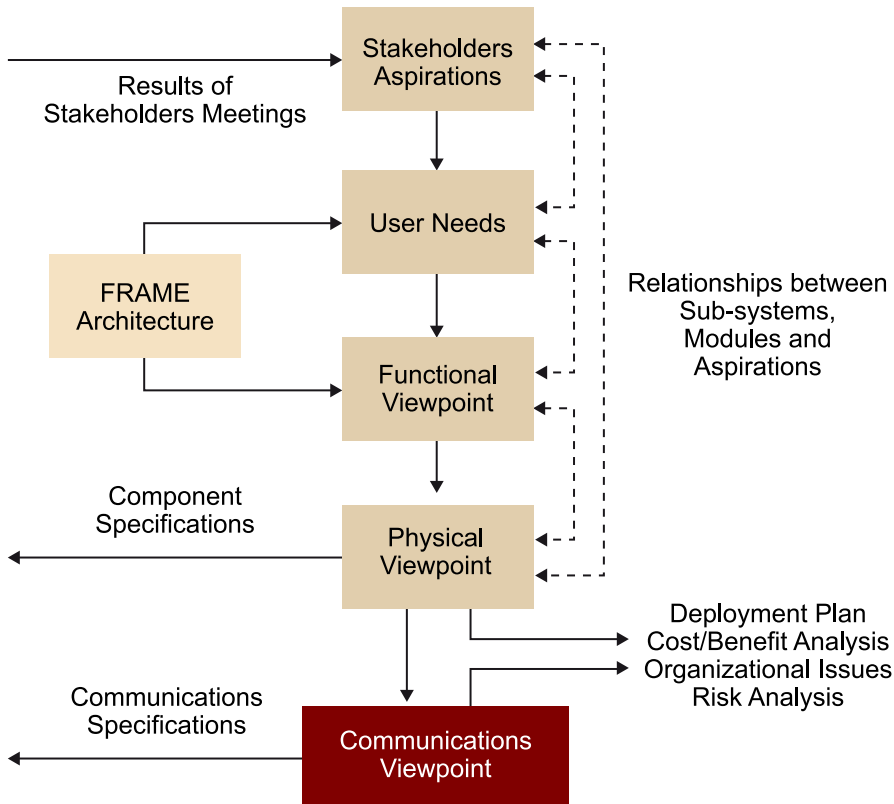 Stakeholders
Aspirations
Results of
Stakeholders Meetings
User Needs
FRAME
Architecture
Relationships between
Sub-systems,
Modules and
Aspirations
Functional
Viewpoint
Component
Specifications
Physical
Viewpoint
Deployment Plan
Cost/Benefit Analysis
Organizational Issues
Risk Analysis
Communications
Specifications
Communications
Viewpoint